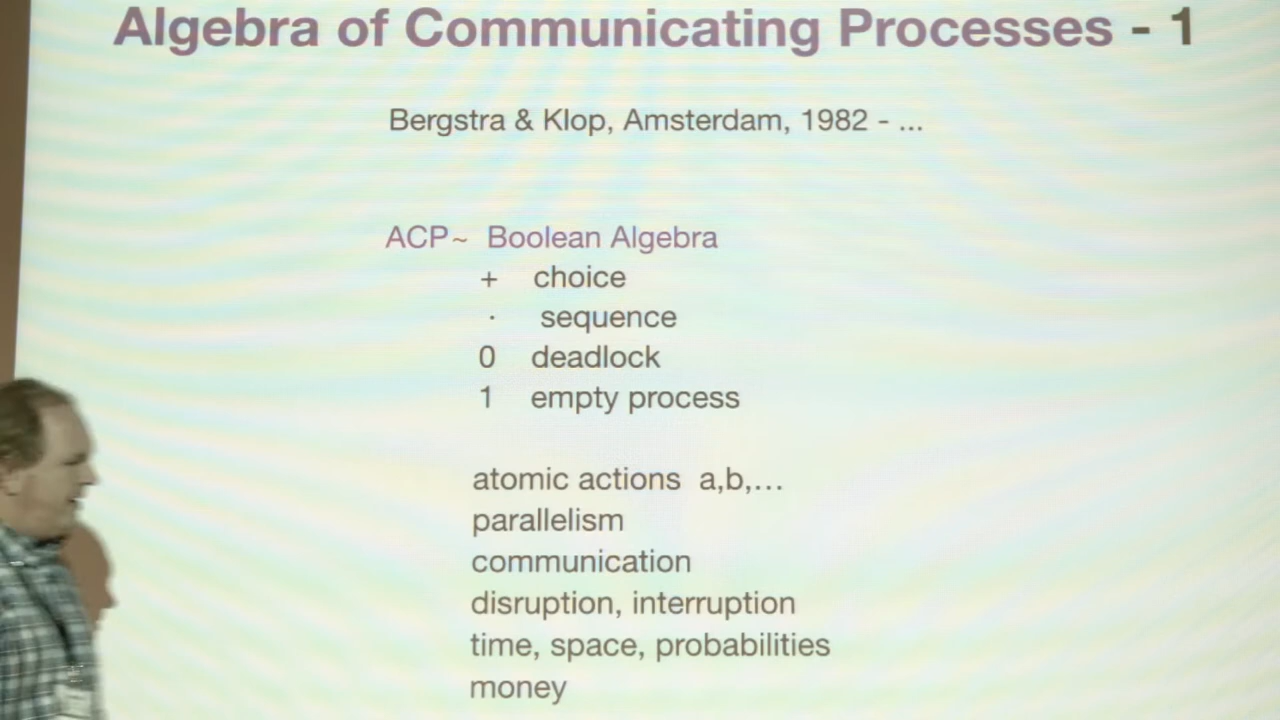 Algebra of Communicating Processes - 1
Bergstra & Klop, Amsterdam, 1982 - ...
ACP~ Boolean Algebra
+ choice
· sequence
0 deadlock
1 empty process
atomic actions a,b,...
parallelism
communication
disruption, interruption
time, space, probabilities
money